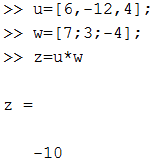 >> u=[6,-12,4];
>> w=[7;3;-4];
>> z=u*w
z =
-10